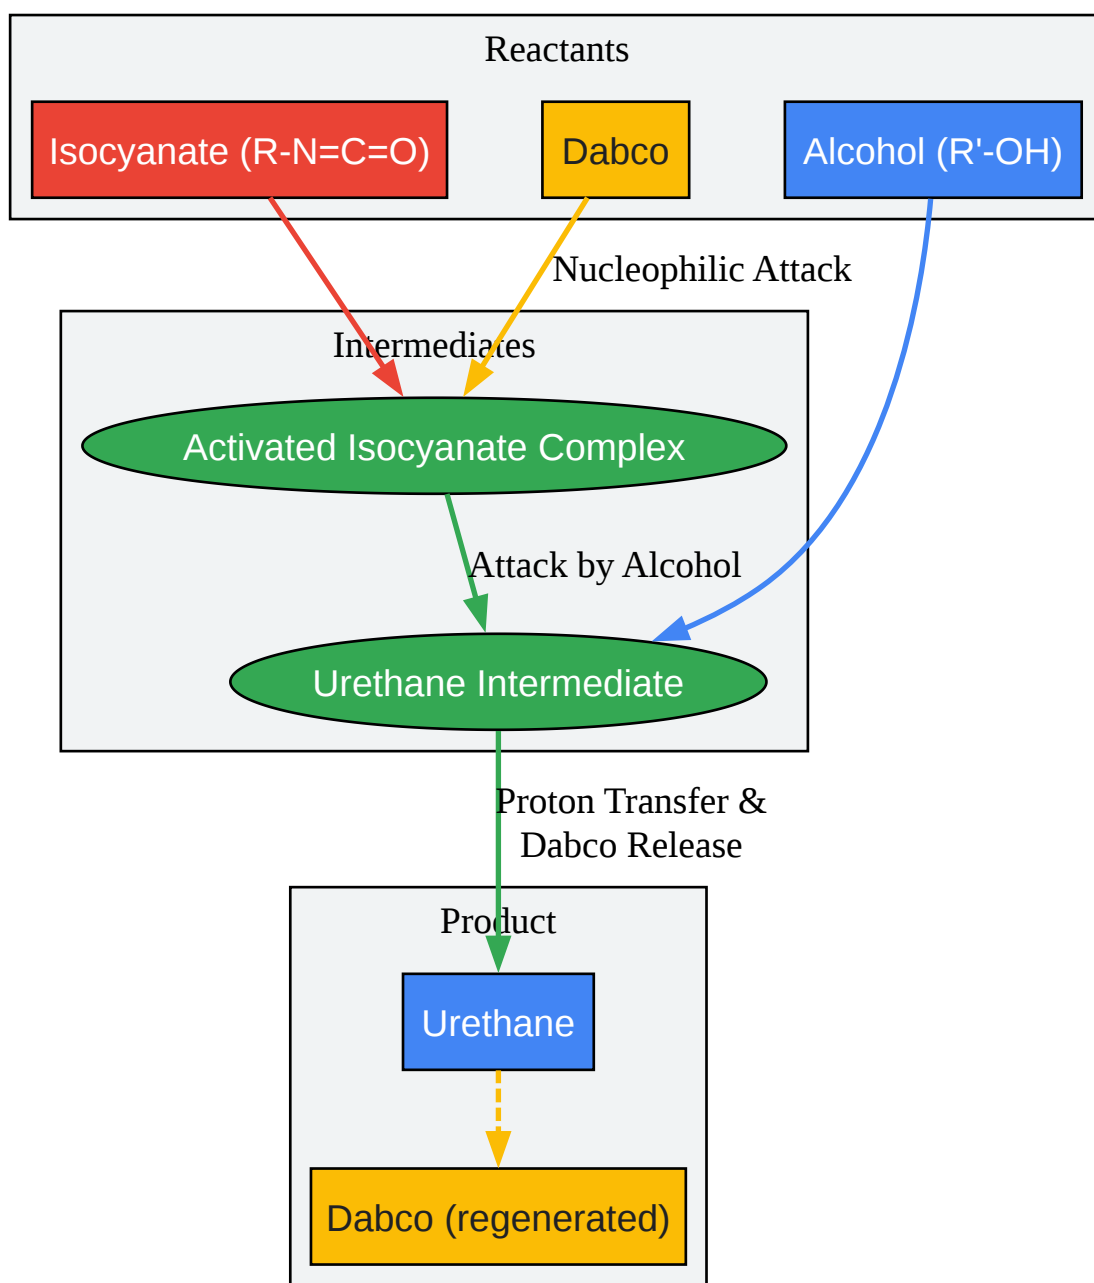 Reactants
Isocyanate (R-N=C=O)
Dabco
Alcohol (R'-OH)
Nucleophilic Attack
Intermediates
Activated Isocyanate Complex
Attack by Alcohol
Urethane Intermediate
Proton Transfer &
Dabco Release
Product
Urethane
Dabco (regenerated)